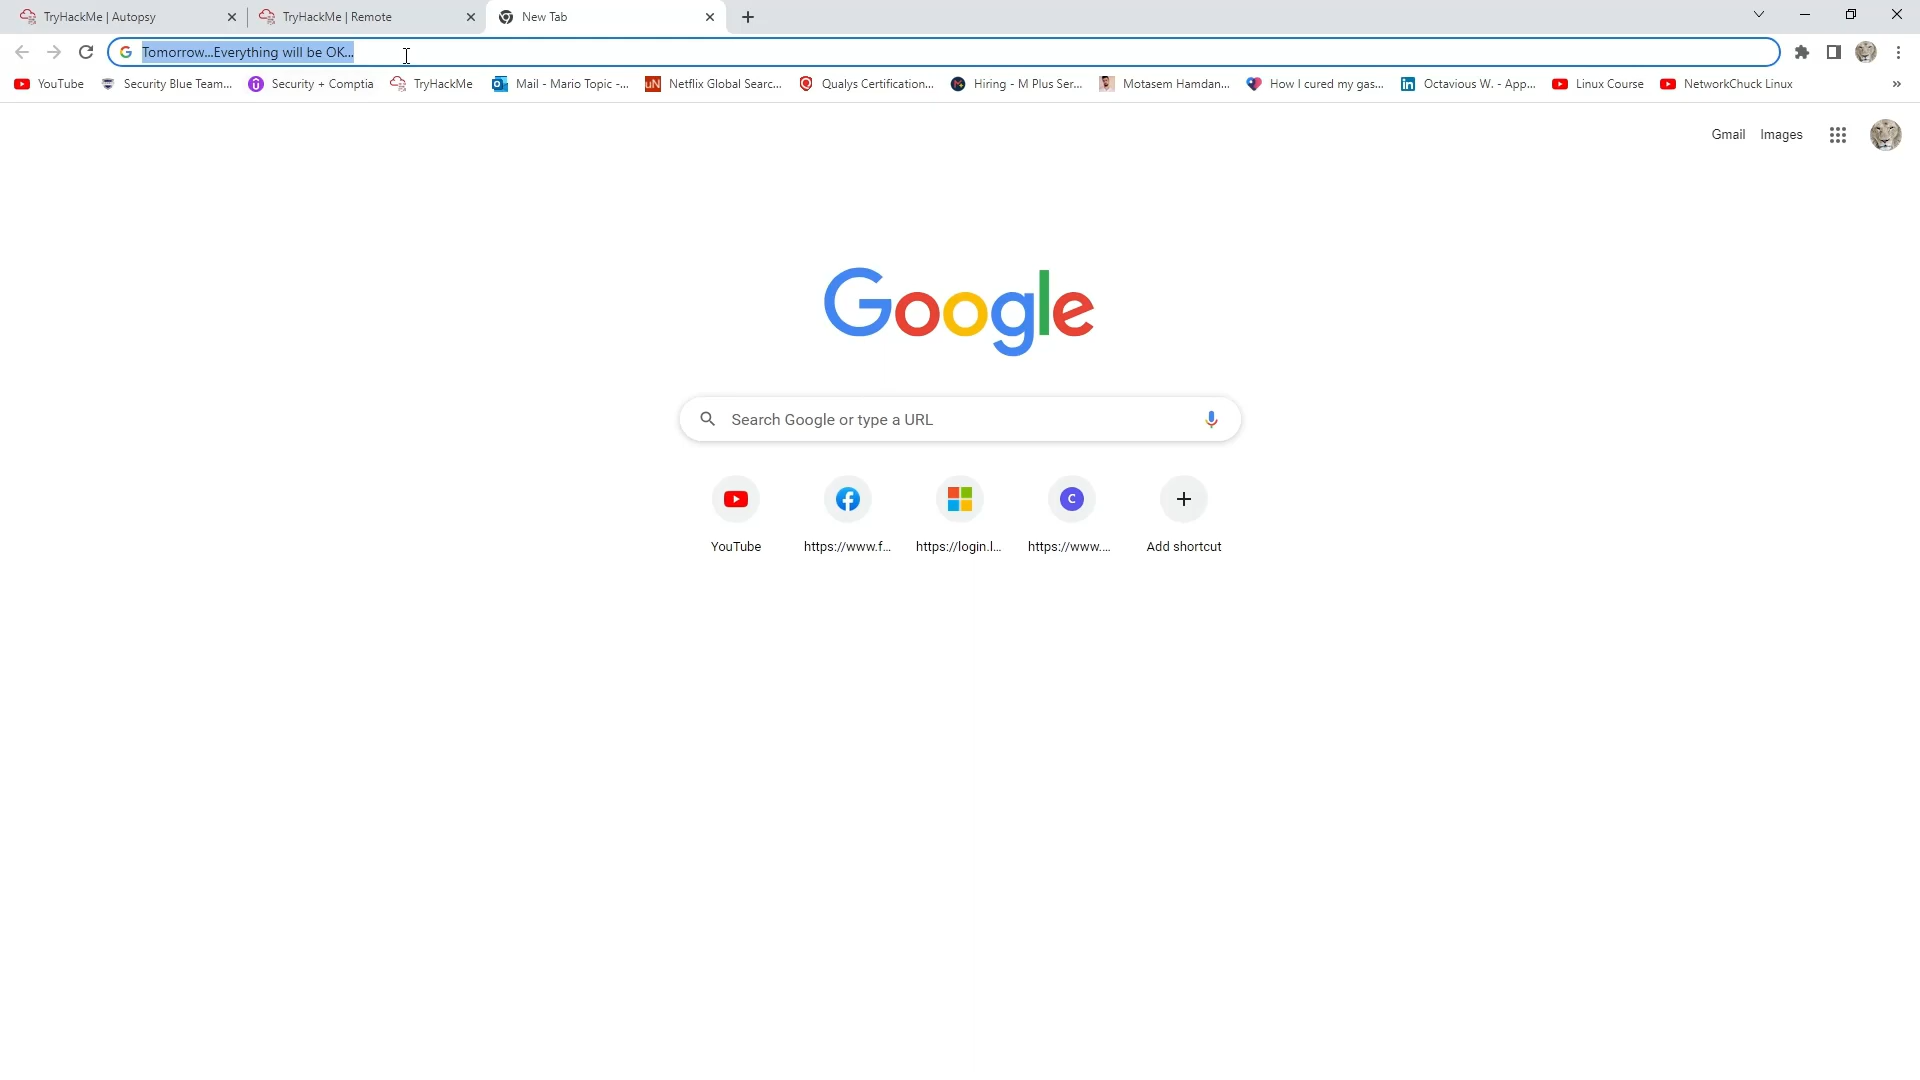 TryHackMe | Autopsy
TryHackMe | Remote
New Tab
Tomorrow...Everything will be OK...
YouTube
Security Blue Team...
Security + Comptia
TryHackMe
Mail - Mario Topic -...
uN
Netflix Global Searc...
Qualys Certification...
Hiring - M Plus Ser...
Motasem Hamdan...
How I cured my gas...
Octavious W. - App...
Linux Course
NetworkChuck Linux
Gmail
Images
Google
Search Google or type a URL
C
YouTube
https://www.f...
https://login.l...
https://www....
Add shortcut